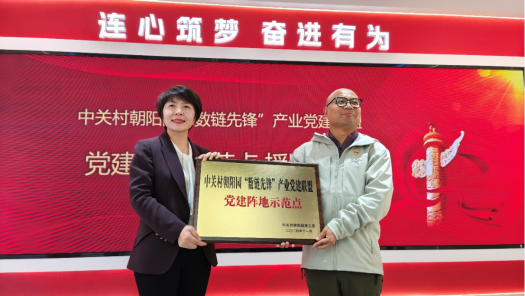 连心筑梦 奋进有为
中关村朝阳 数链先锋”产业党建
党建 授
中关村朝阳园“数链先锋”产业党建联盟
党建阵地示范点